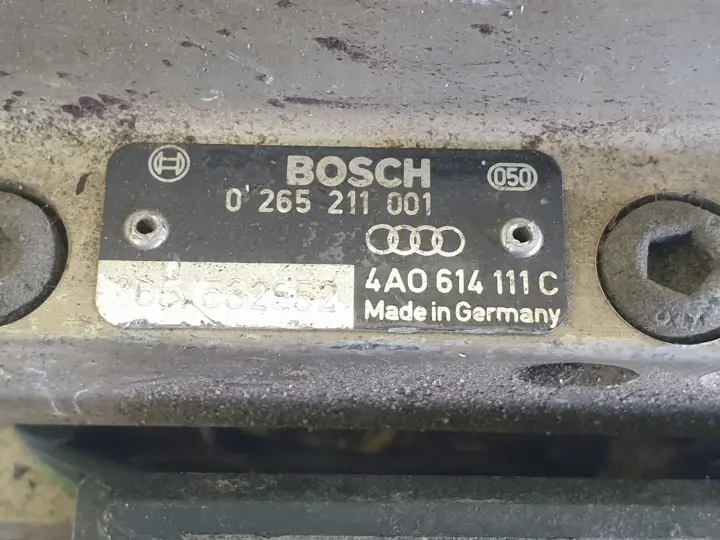 BOSCH
050
0 265 211 001
4A0 614 111 C
Made in Germany